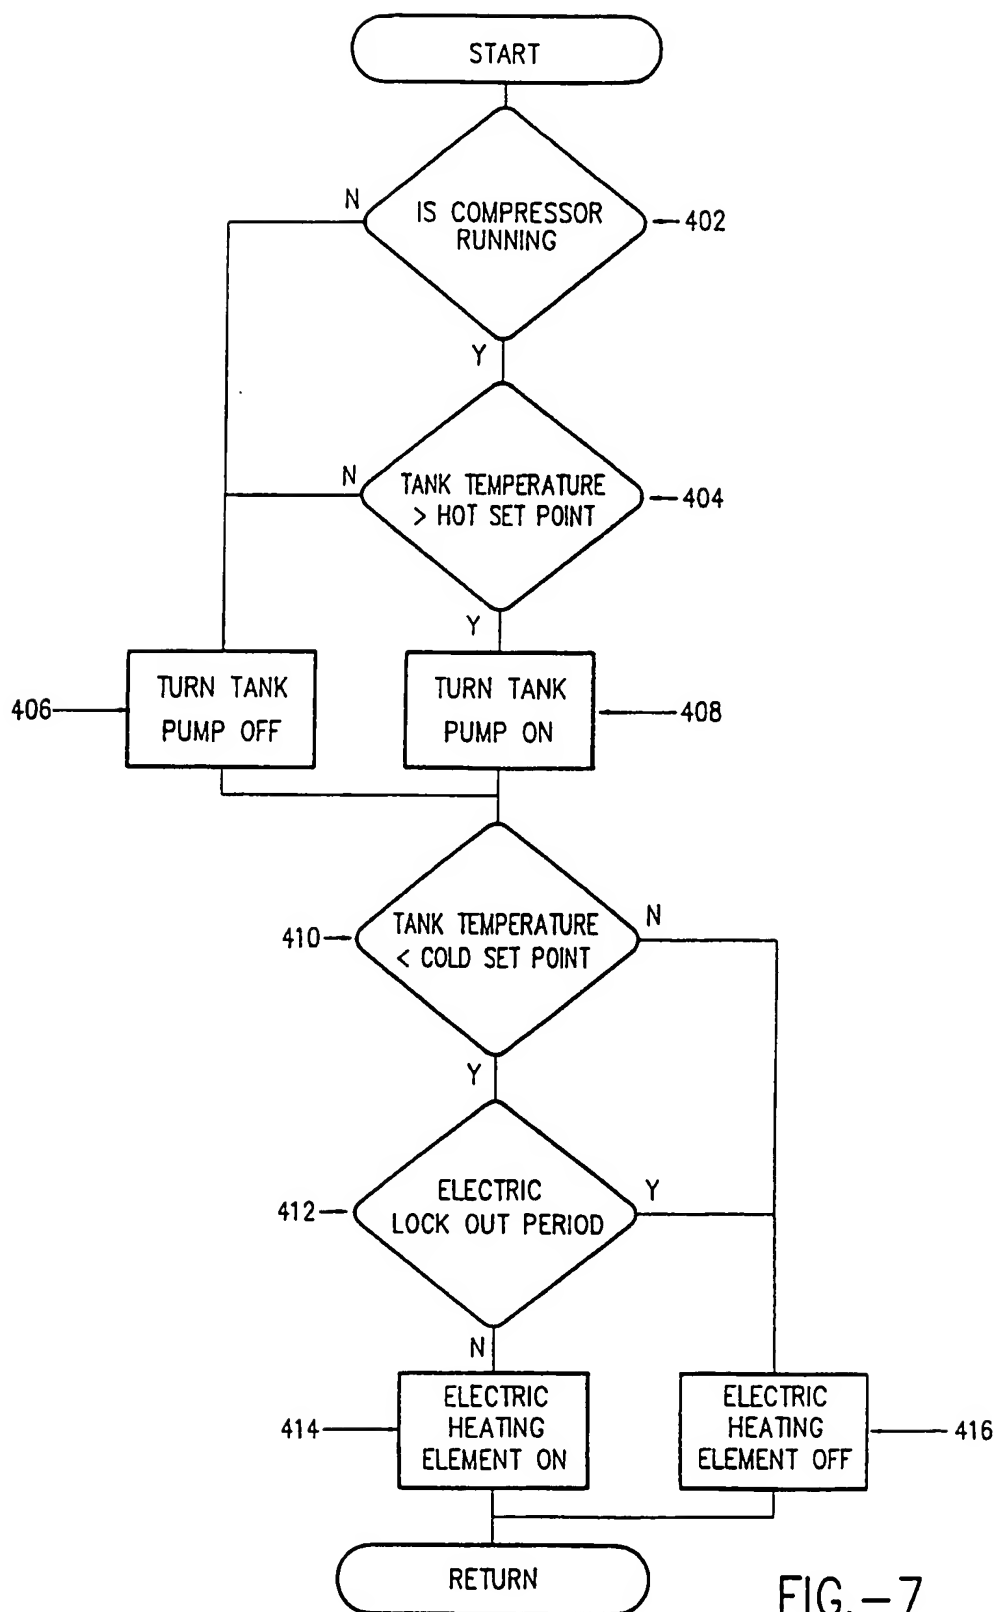 START
N
IS COMPRESSOR
RUNNING
402
Y
N
TANK TEMPERATURE
> HOT SET POINT
404
Y
406
TURN TANK
PUMP OFF
TURN TANK
PUMP ON
408
410
TANK TEMPERATURE
< COLD SET POINT
N
Y
412
ELECTRIC
LOCK OUT PERIOD
Y
N
414
ELECTRIC
HEATING
ELEMENT ON
ELECTRIC
HEATING
ELEMENT OFF
416
RETURN
FIG.-7